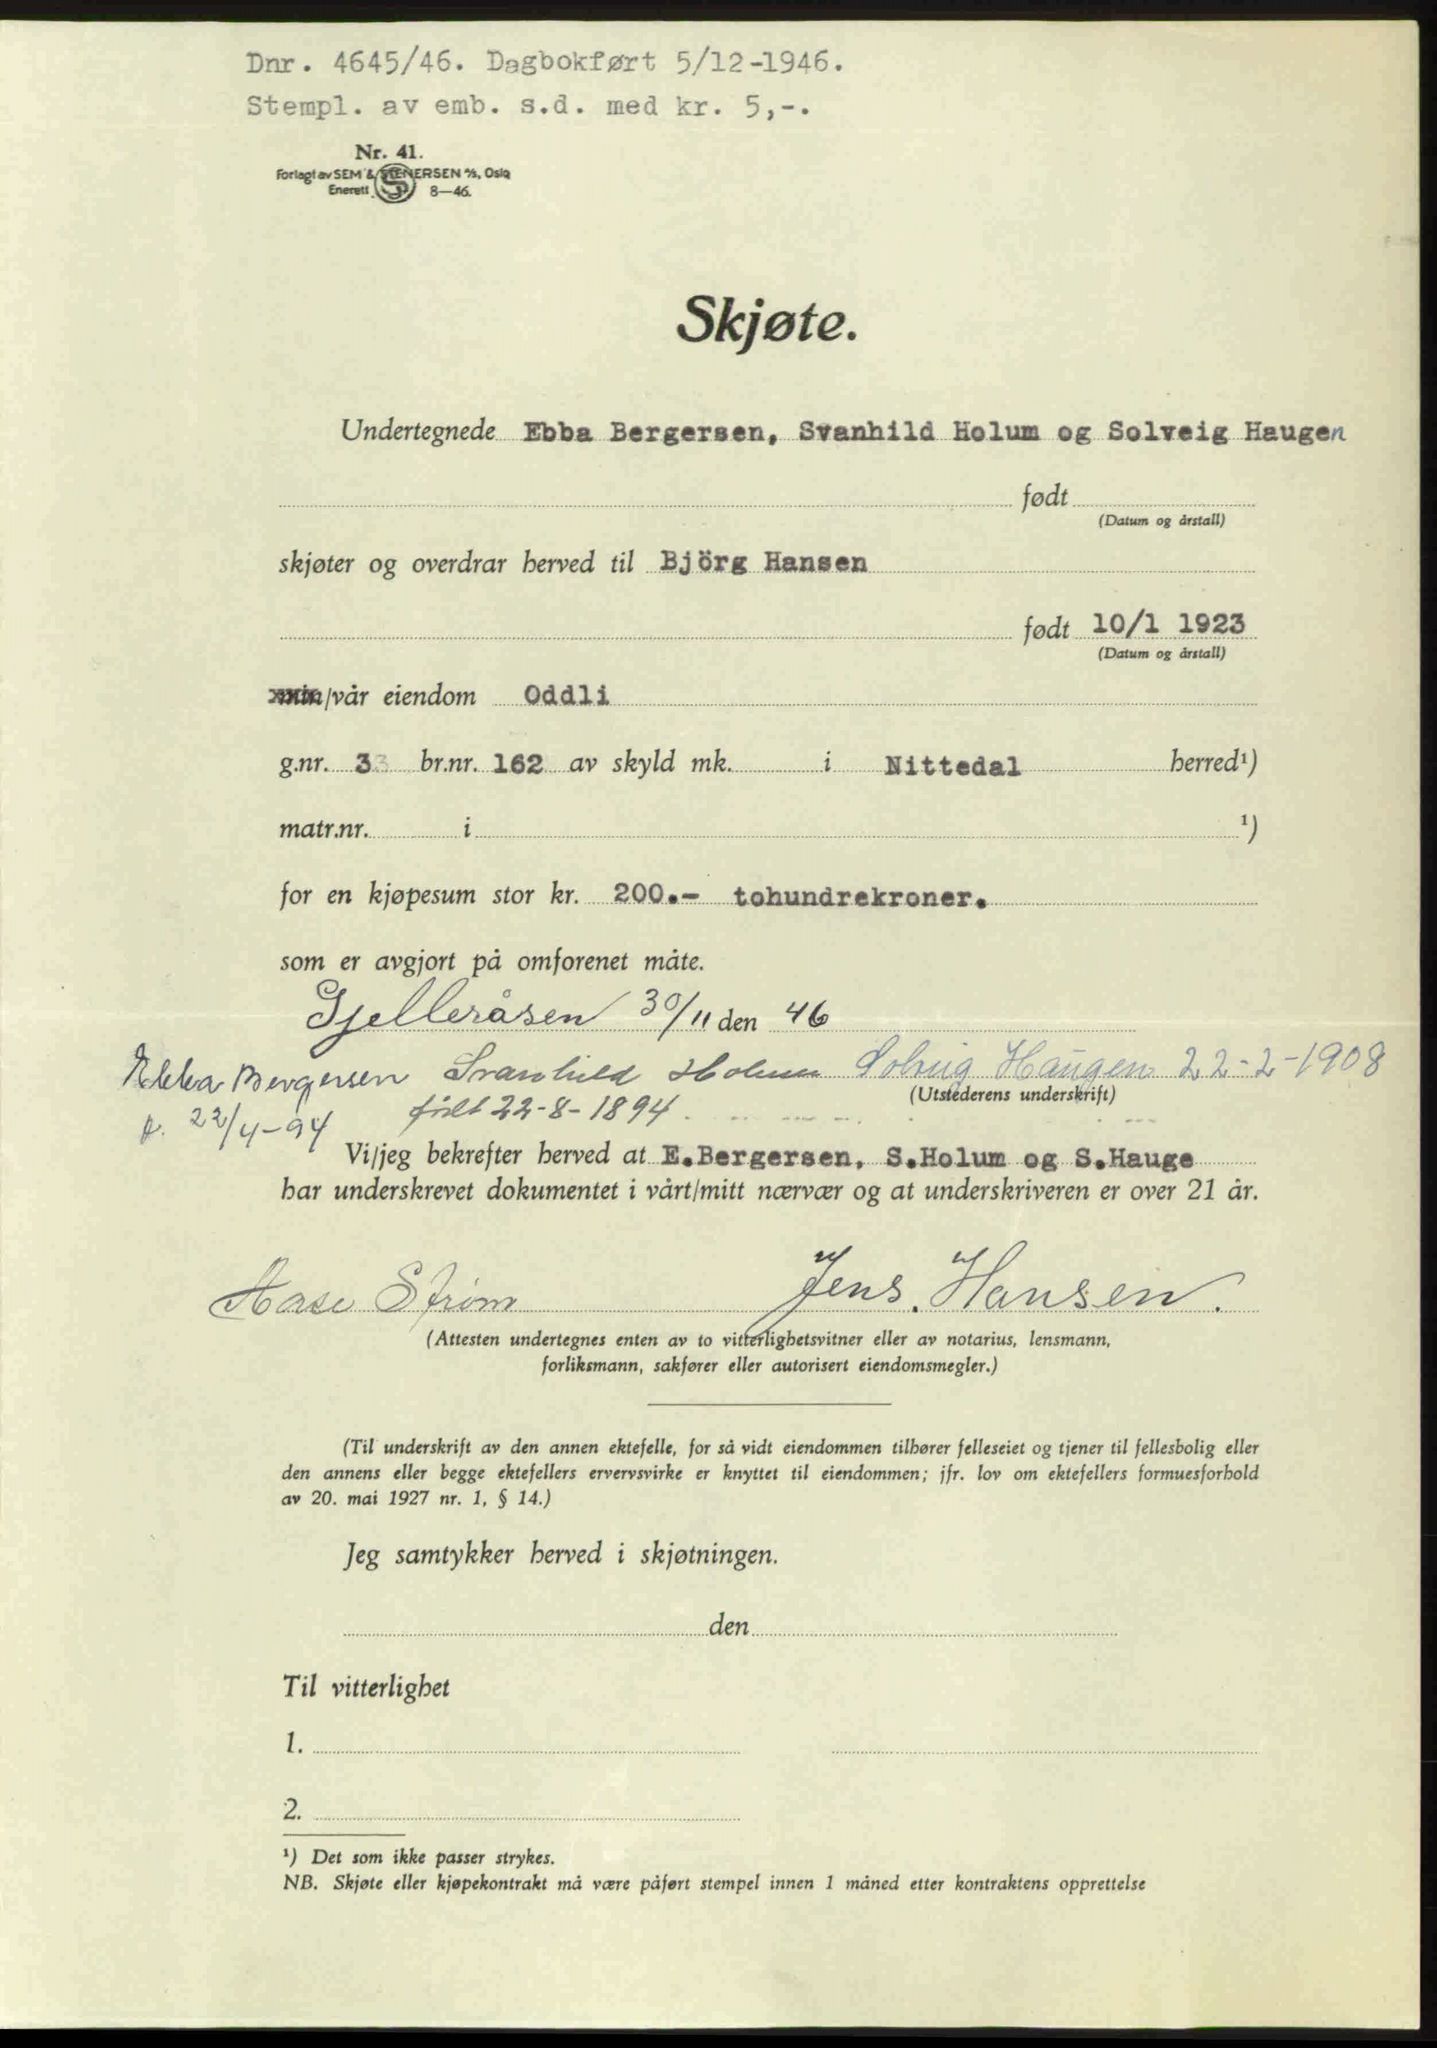 Dnr. 4645/46. Dagbokført 5/12-1946.
Stempl. av emb. s.d. med kr. 5,-.
Nr. 41.
Forlagt av SEM & STENERSEN A/S, Oslo
Enerett. 8—46.
Skjøte.
Undertegnede Ebba Bergersen, Svanhild Holum og Solveig Haugen
født
(Datum og årstall)
skjøter og overdrar herved til Björg Hansen
født 10/1 1923
(Datum og årstall)
min/vår eiendom Oddli
g.nr. 33 br.nr. 162 av skyld mk. i Nittedal herred¹)
matr.nr. i ¹)
for en kjøpesum stor kr. 200.- tohundrekroner.
som er avgjort på omforenet måte.
Gjelleråsen 30/11 den 46
Ebba Bergersen Svanhild Holum Solveig Haugen 22-2-1908
(Utstederens underskrift)
f. 22/4-94 født 22-8-1894.
Vi/jeg bekrefter herved at E.Bergersen, S.Holum og S.Hauge
har underskrevet dokumentet i vårt/mitt nærvær og at underskriveren er over 21 år.
Aase Strøm Jens. Hansen.
(Attesten undertegnes enten av to vitterlighetsvitner eller av notarius, lensmann,
forliksmann, sakfører eller autorisert eiendomsmegler.)
(Til underskrift av den annen ektefelle, for så vidt eiendommen tilhører felleseiet og tjener til fellesbolig eller
den annens eller begge ektefellers ervervsvirke er knyttet til eiendommen; jfr. lov om ektefellers formuesforhold
av 20. mai 1927 nr. 1, § 14.)
Jeg samtykker herved i skjøtningen.
den
Til vitterlighet
1.
2.
¹) Det som ikke passer strykes.
NB. Skjøte eller kjøpekontrakt må være påført stempel innen 1 måned etter kontraktens opprettelse